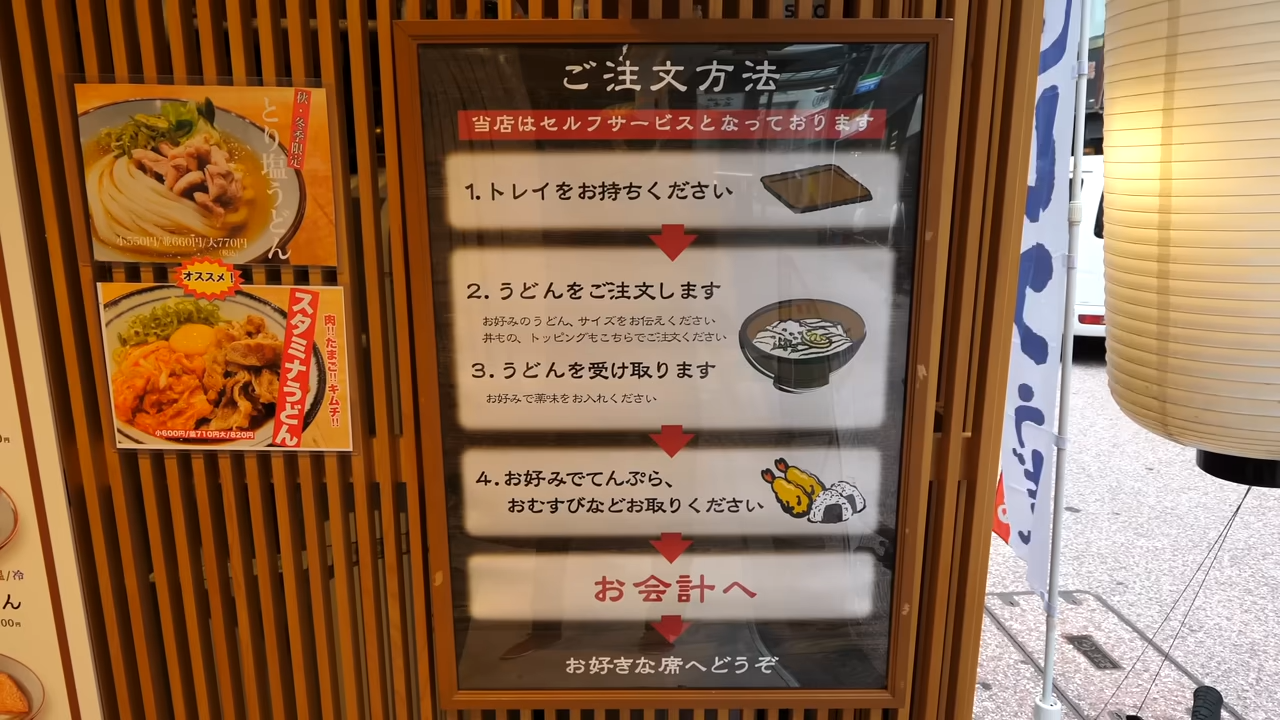 秋・冬季限定
とり塩うどん
小550円/並660円/大770円
(税込)
オススメ!
スタミナうどん
肉!!たまご!!キムチ!!
小600円/並710円大/820円
ご注文方法
当店はセルフサービスとなっております
1.トレイをお持ちください
2.うどんをご注文します
お好みのうどん、サイズをお伝えください
丼もの、トッピングもこちらでご注文ください
3.うどんを受け取ります
お好みで薬味をお入れください
4.お好みでてんぷら、
おむすびなどお取りください
お会計へ
お好きな席へどうぞ